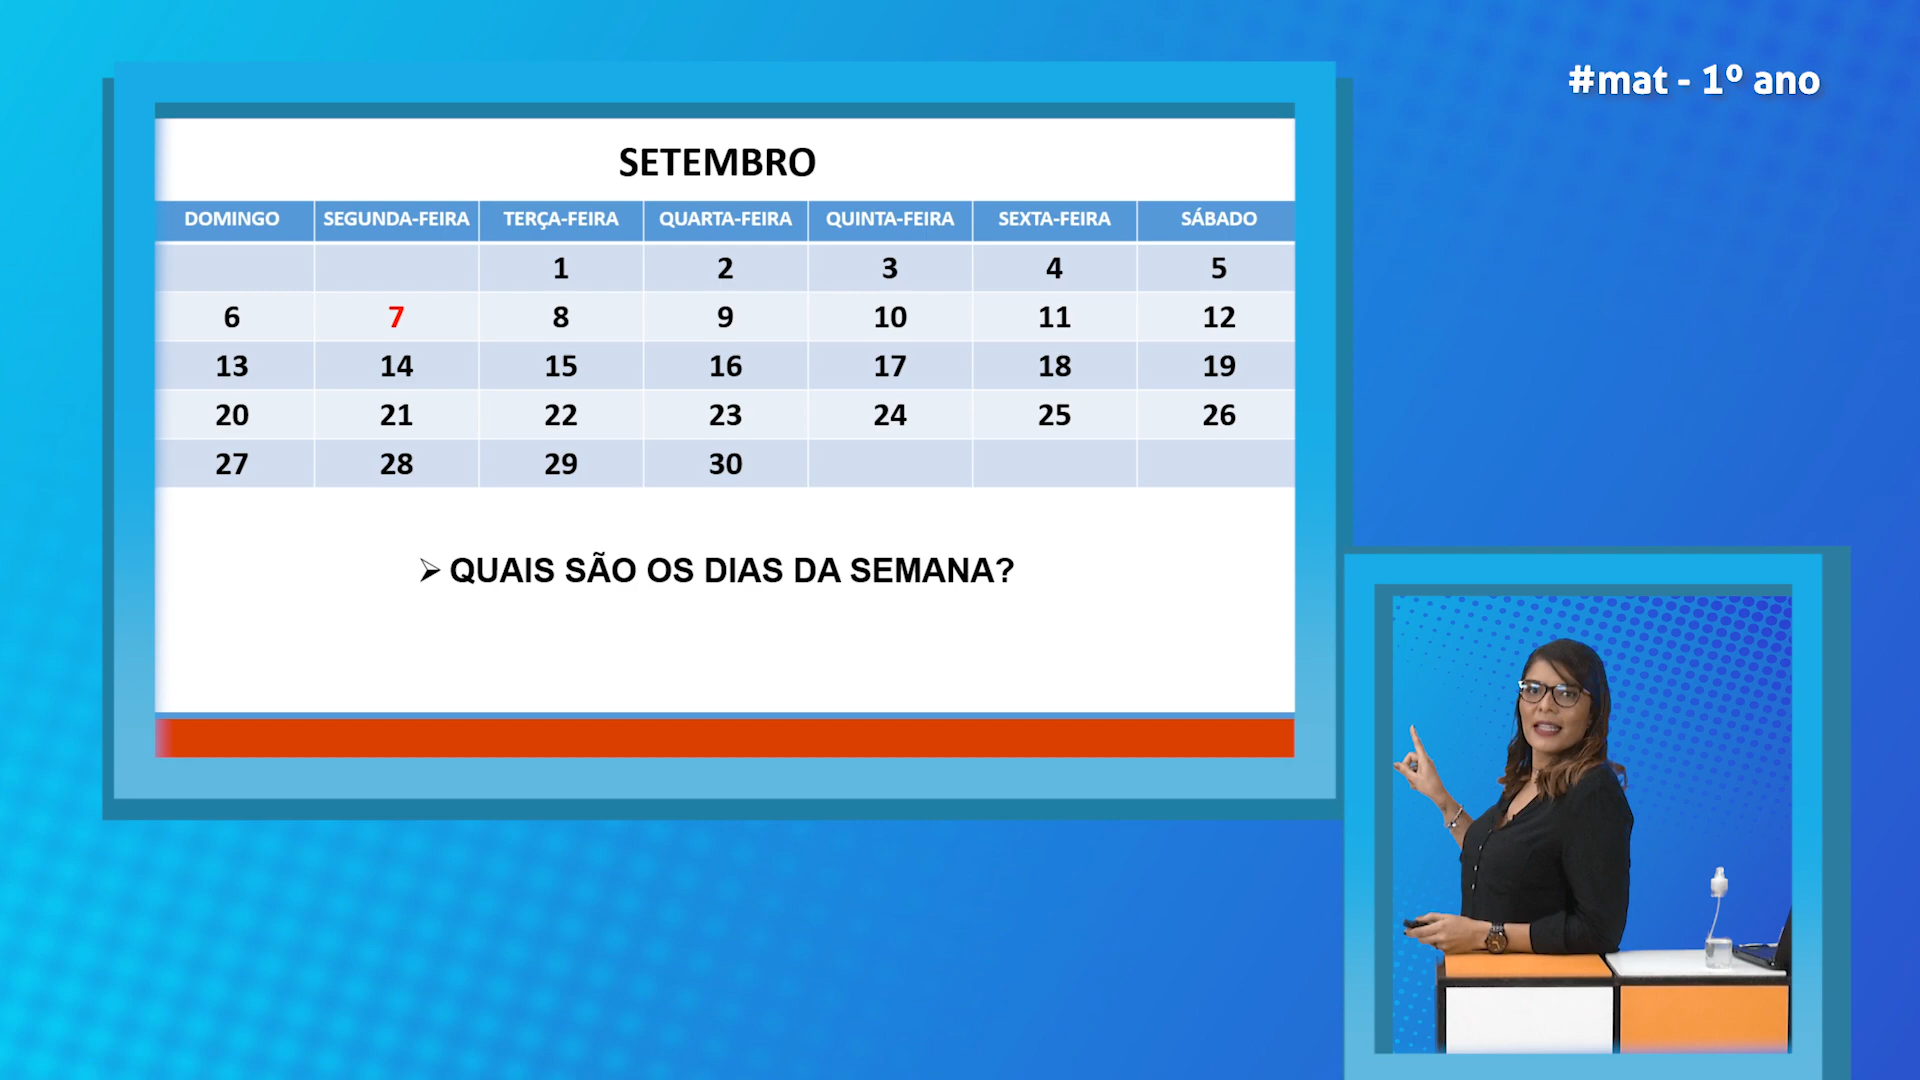 #mat - 1º ano
SETEMBRO
DOMINGO SEGUNDA-FEIRA TERÇA-FEIRA QUARTA-FEIRA QUINTA-FEIRA SEXTA-FEIRA SÁBADO
1 2 3 4 5
6 7 8 9 10 11 12
13 14 15 16 17 18 19
20 21 22 23 24 25 26
27 28 29 30
➢ QUAIS SÃO OS DIAS DA SEMANA?